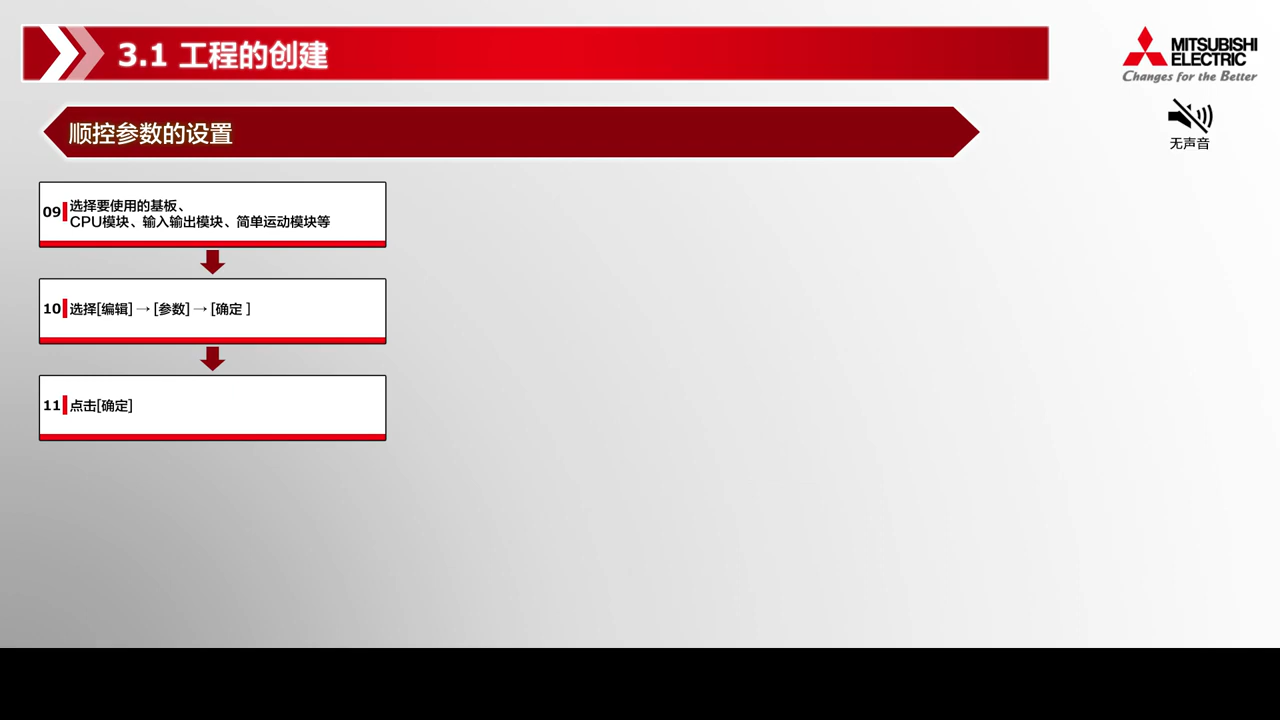 3.1 工程的创建
MITSUBISHI
ELECTRIC
Changes for the Better
顺控参数的设置
无声音
09 选择要使用的基板、
CPU模块、输入输出模块、简单运动模块等
10 选择[编辑] → [参数] → [确定 ]
11 点击[确定]